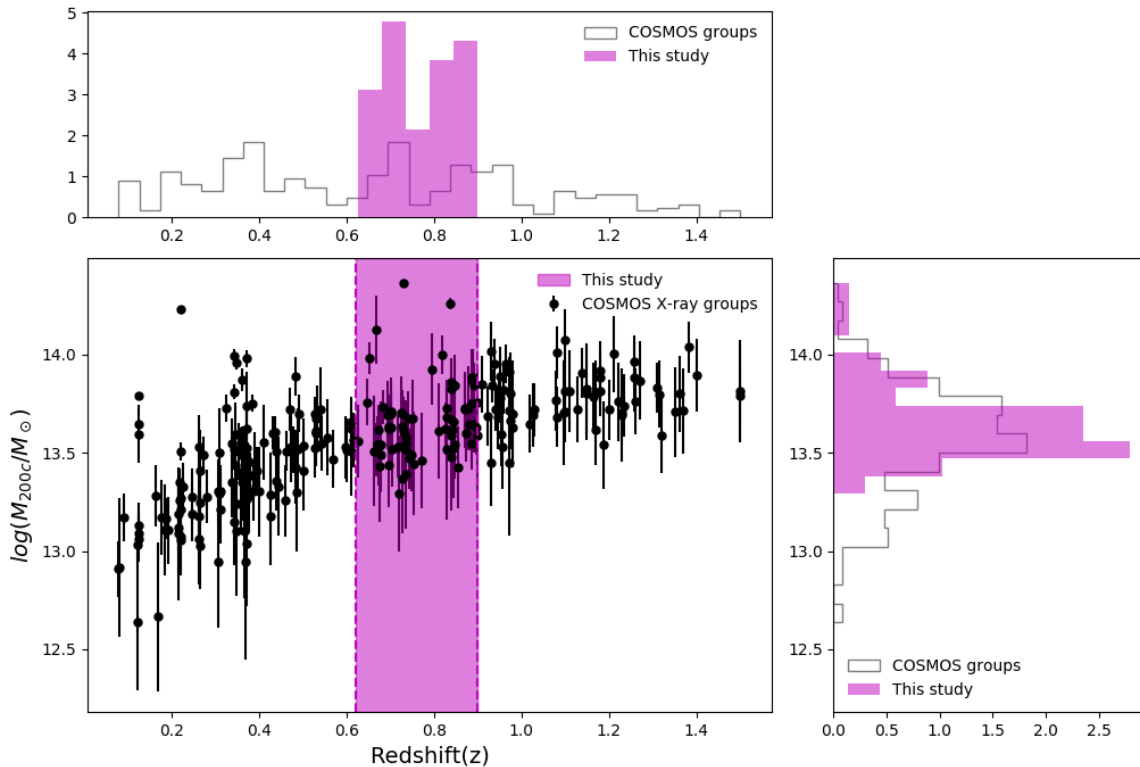 5
4
3
2
1
0
COSMOS groups
This study
0.2 0.4 0.6 0.8 1.0 1.2 1.4
log(M200c/M⊙)
14.0
13.5
13.0
12.5
This study
COSMOS X-ray groups
0.2 0.4 0.6 0.8 1.0 1.2 1.4
Redshift(z)
14.0
13.5
13.0
12.5
COSMOS groups
This study
0.0 0.5 1.0 1.5 2.0 2.5